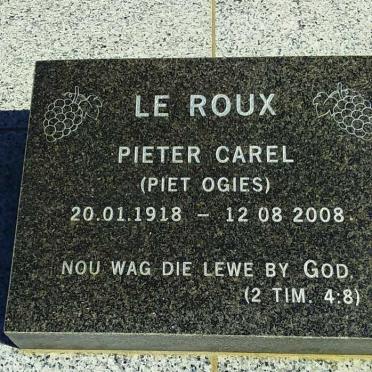 LE ROUX
PIETER CAREL
(PIET OGIES)
20.01.1918 – 12 08 2008.
NOU WAG DIE LEWE BY GOD.
(2 TIM. 4:8)